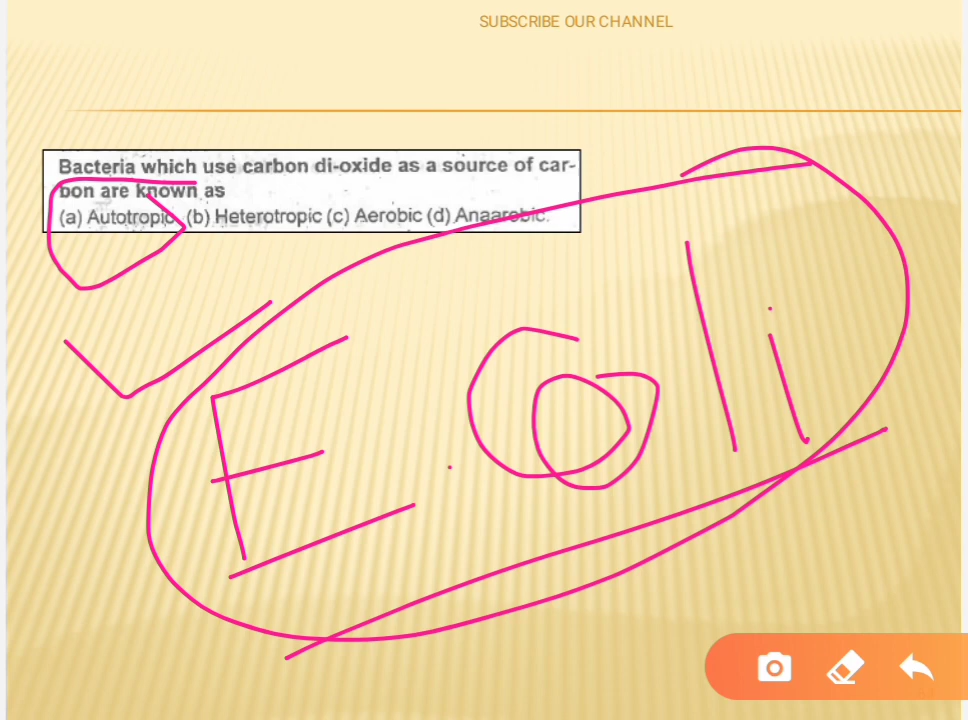 SUBSCRIBE OUR CHANNEL
Bacteria which use carbon di-oxide as a source of car-
bon are known as
(a) Autotropic (b) Heterotropic (c) Aerobic (d) Anaarobic.
E.Coli